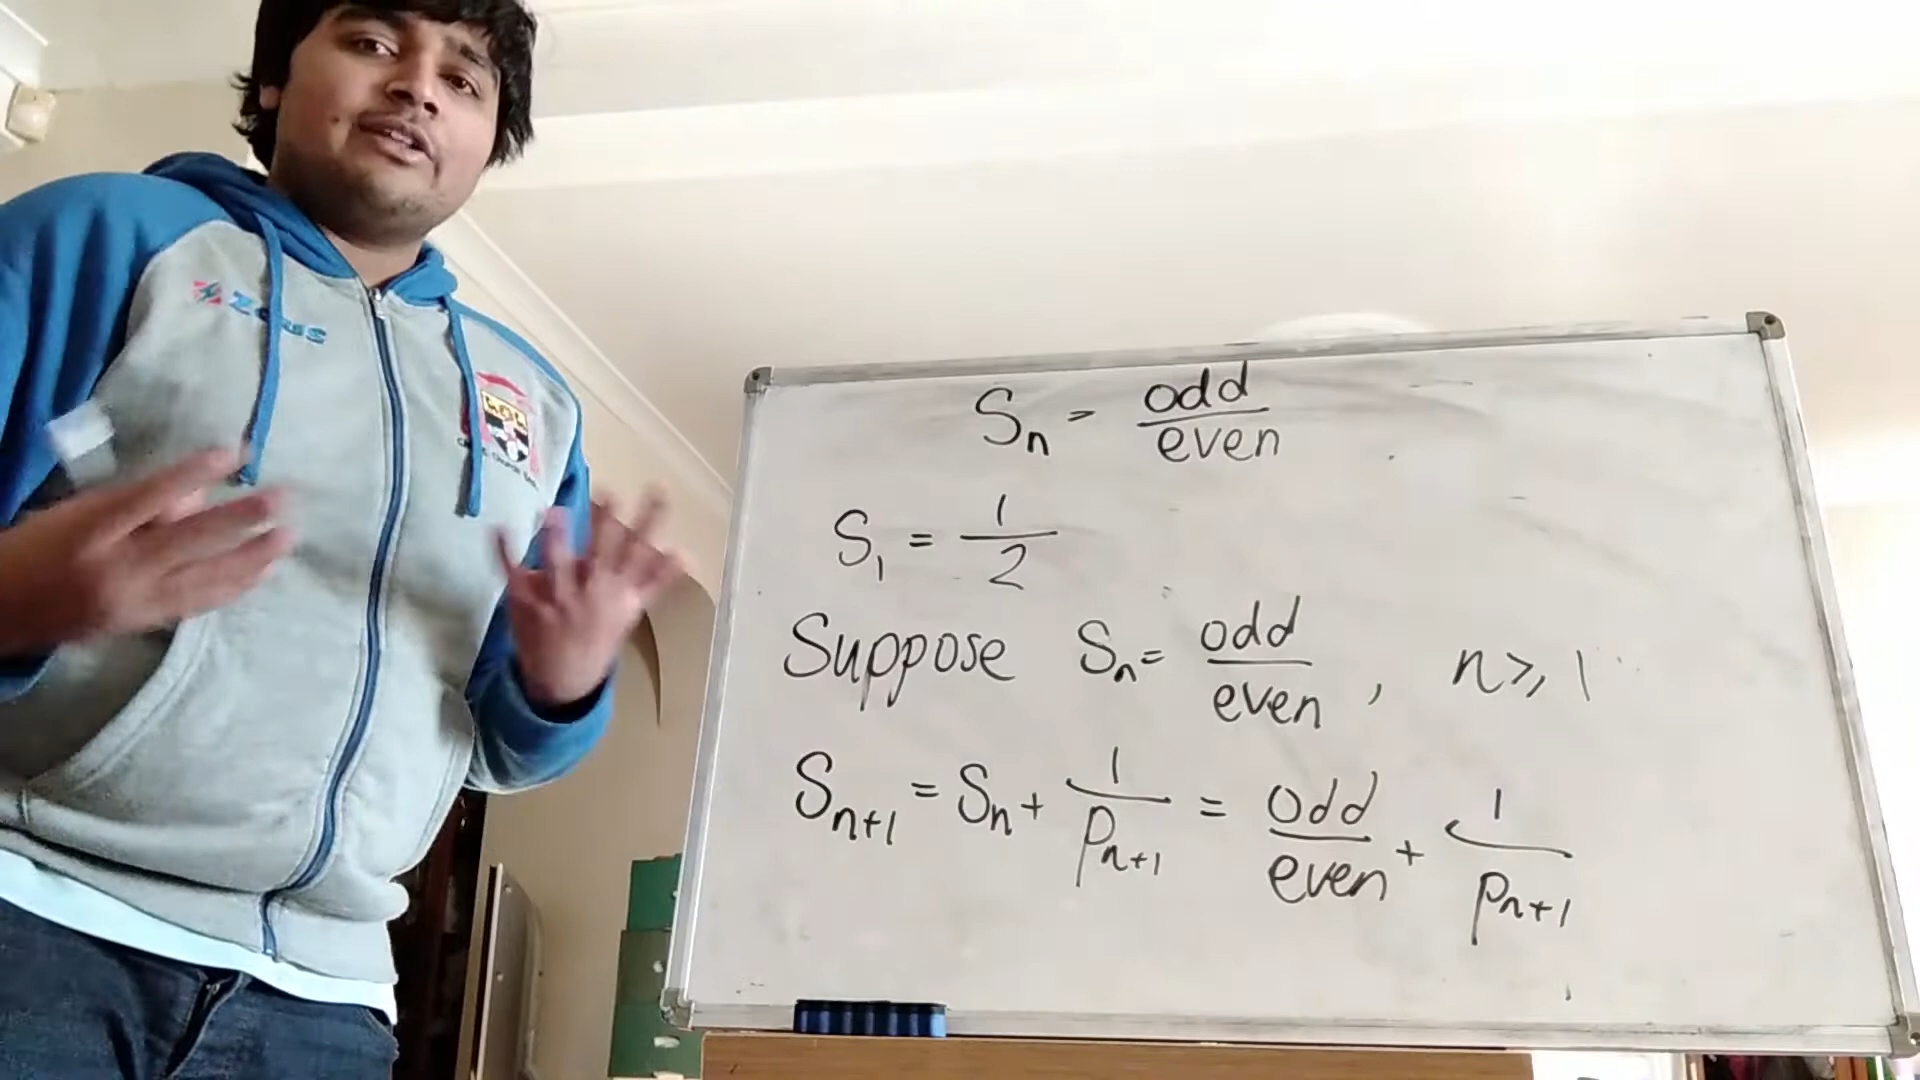 Zeus
Sn = odd/even
S1 = 1/2
Suppose Sn = odd/even, n ⩾ 1
Sn+1 = Sn + 1/Pn+1 = odd/even + 1/Pn+1